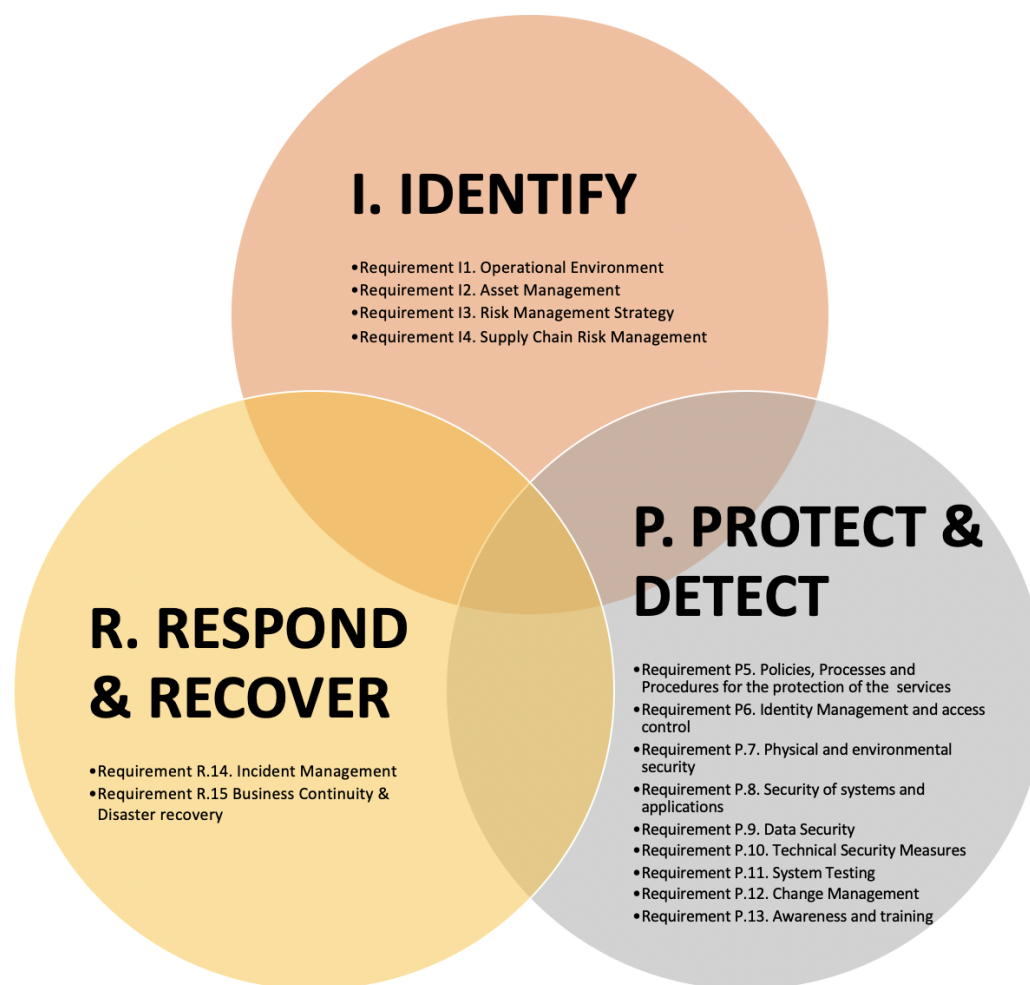 I. IDENTIFY
•Requirement I1. Operational Environment
•Requirement I2. Asset Management
•Requirement I3. Risk Management Strategy
•Requirement I4. Supply Chain Risk Management
P. PROTECT &
DETECT
•Requirement P5. Policies, Processes and
Procedures for the protection of the services
•Requirement P6. Identity Management and access
control
•Requirement P.7. Physical and environmental
security
•Requirement P.8. Security of systems and
applications
•Requirement P.9. Data Security
•Requirement P.10. Technical Security Measures
•Requirement P.11. System Testing
•Requirement P.12. Change Management
•Requirement P.13. Awareness and training
R. RESPOND
& RECOVER
•Requirement R.14. Incident Management
•Requirement R.15 Business Continuity &
Disaster recovery